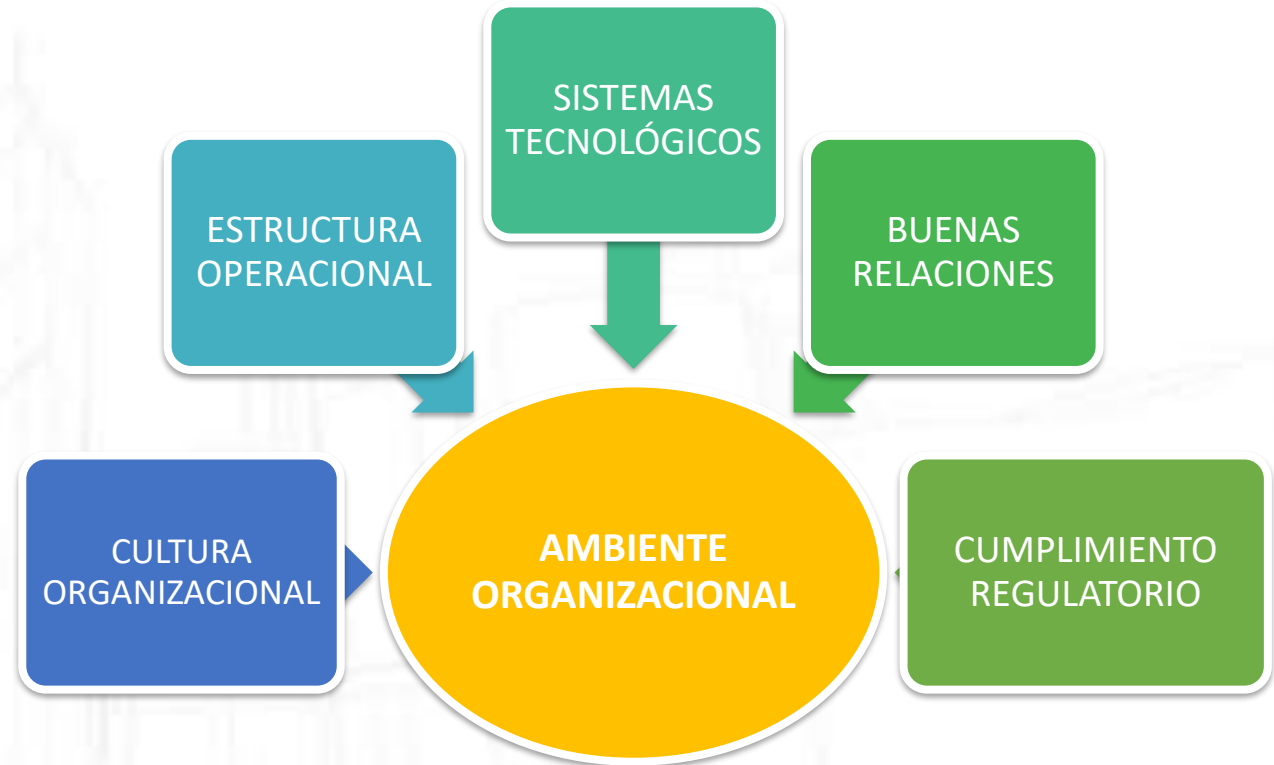 SISTEMAS
TECNOLÓGICOS
ESTRUCTURA
OPERACIONAL
BUENAS
RELACIONES
CULTURA
ORGANIZACIONAL
AMBIENTE
ORGANIZACIONAL
CUMPLIMIENTO
REGULATORIO